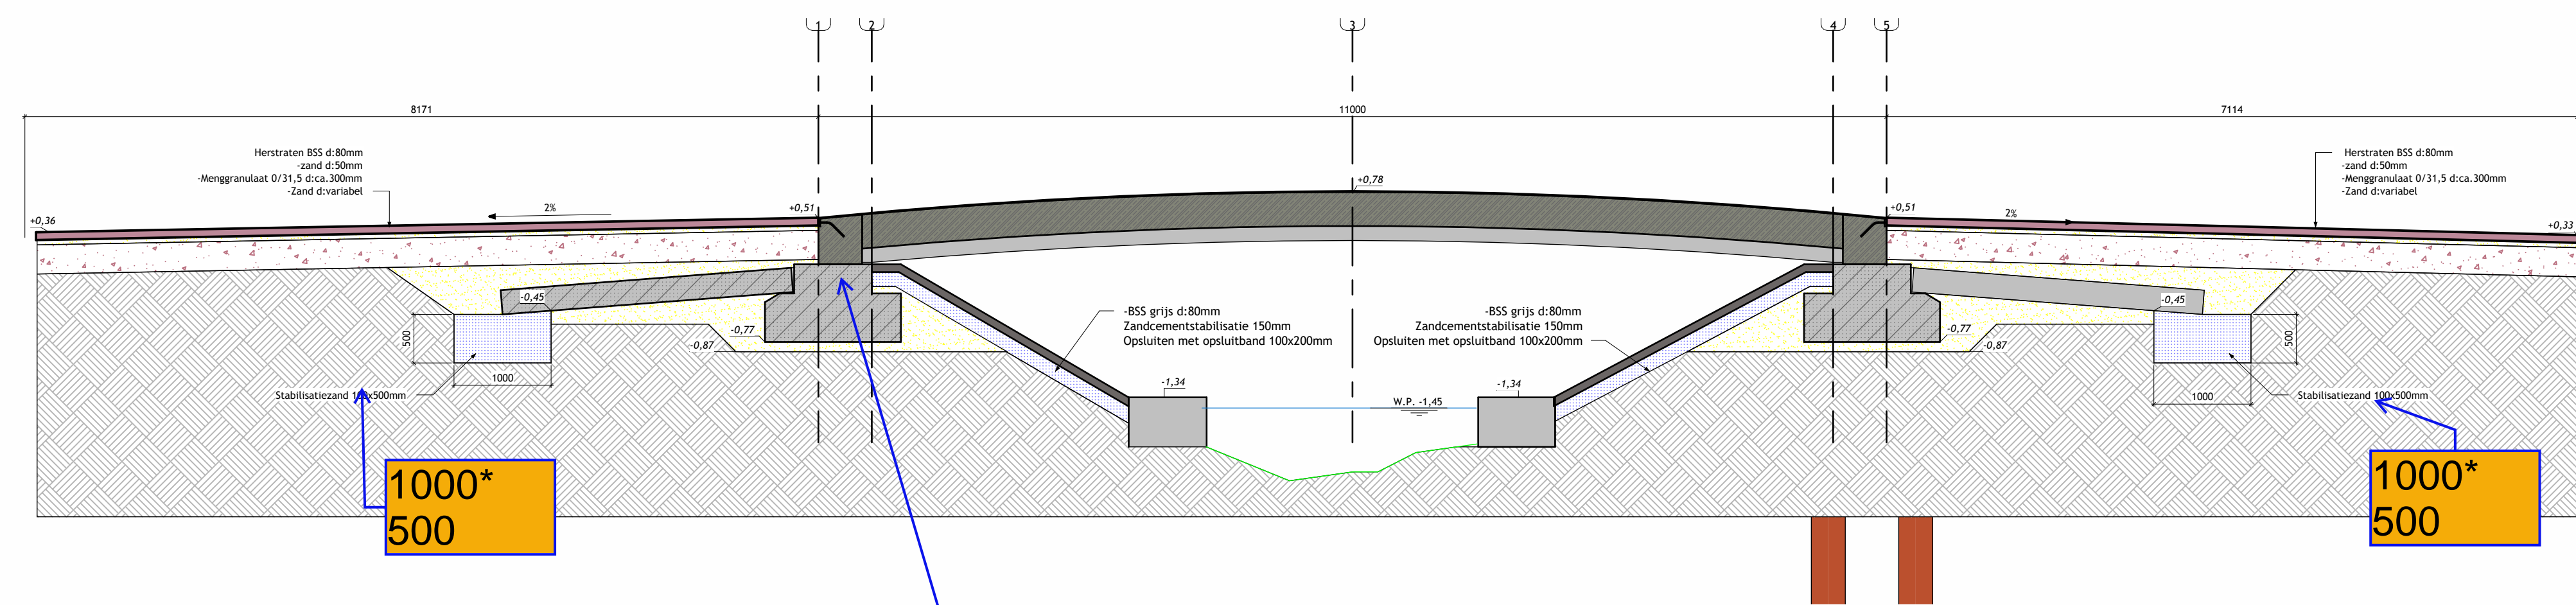 1
2
3
4
5
8171
11000
7114
Herstraten BSS d:80mm
-zand d:50mm
-Menggranulaat 0/31,5 d:ca.300mm
-Zand d:variabel
Herstraten BSS d:80mm
-zand d:50mm
-Menggranulaat 0/31,5 d:ca.300mm
-Zand d:variabel
+0,36
2%
+0,51
+0,78
+0,51
2%
+0,33
-0,45
-0,77
-0,87
500
1000
Stabilisatiezand 100x500mm
-BSS grijs d:80mm
Zandcementstabilisatie 150mm
Opsluiten met opsluitband 100x200mm
-BSS grijs d:80mm
Zandcementstabilisatie 150mm
Opsluiten met opsluitband 100x200mm
-1,34
W.P. -1,45
-1,34
-0,45
-0,77
-0,87
500
1000
Stabilisatiezand 100x500mm
1000*
500
1000*
500